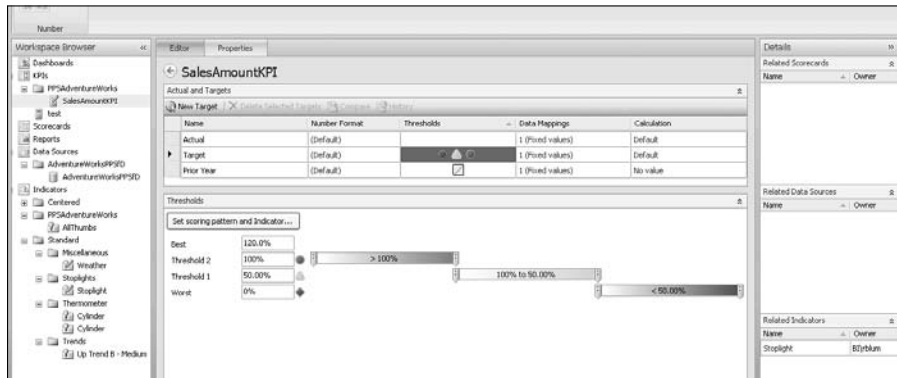 Number
Workspace Browser
Dashboards
KPIs
PPSAdventureWorks
SalesAmountKPI
test
Scorecards
Reports
Data Sources
AdventureWorksPPSFD
AdventureWorksPPSFD
Indicators
Centered
PPSAdventureWorks
AllThumbs
Standard
Miscellaneous
Weather
Stoplights
Stoplight
Thermometer
Cylinder
Cylinder
Trends
Up Trend B - Medium
Editor Properties
SalesAmountKPI
Actual and Targets
New Target Delete Selected Targets Compare History
Name Number Format Thresholds Data Mappings Calculation
Actual (Default) 1 (Fixed values) Default
Target (Default) 1 (Fixed values) Default
Prior Year (Default) 1 (Fixed values) No value
Thresholds
Set scoring pattern and Indicator...
Best 120.0%
Threshold 2 100% > 100%
Threshold 1 50.00% 100% to 50.00%
Worst 0% < 50.00%
Details
Related Scorecards
Name Owner
Related Data Sources
Name Owner
Related Indicators
Name Owner
Stoplight